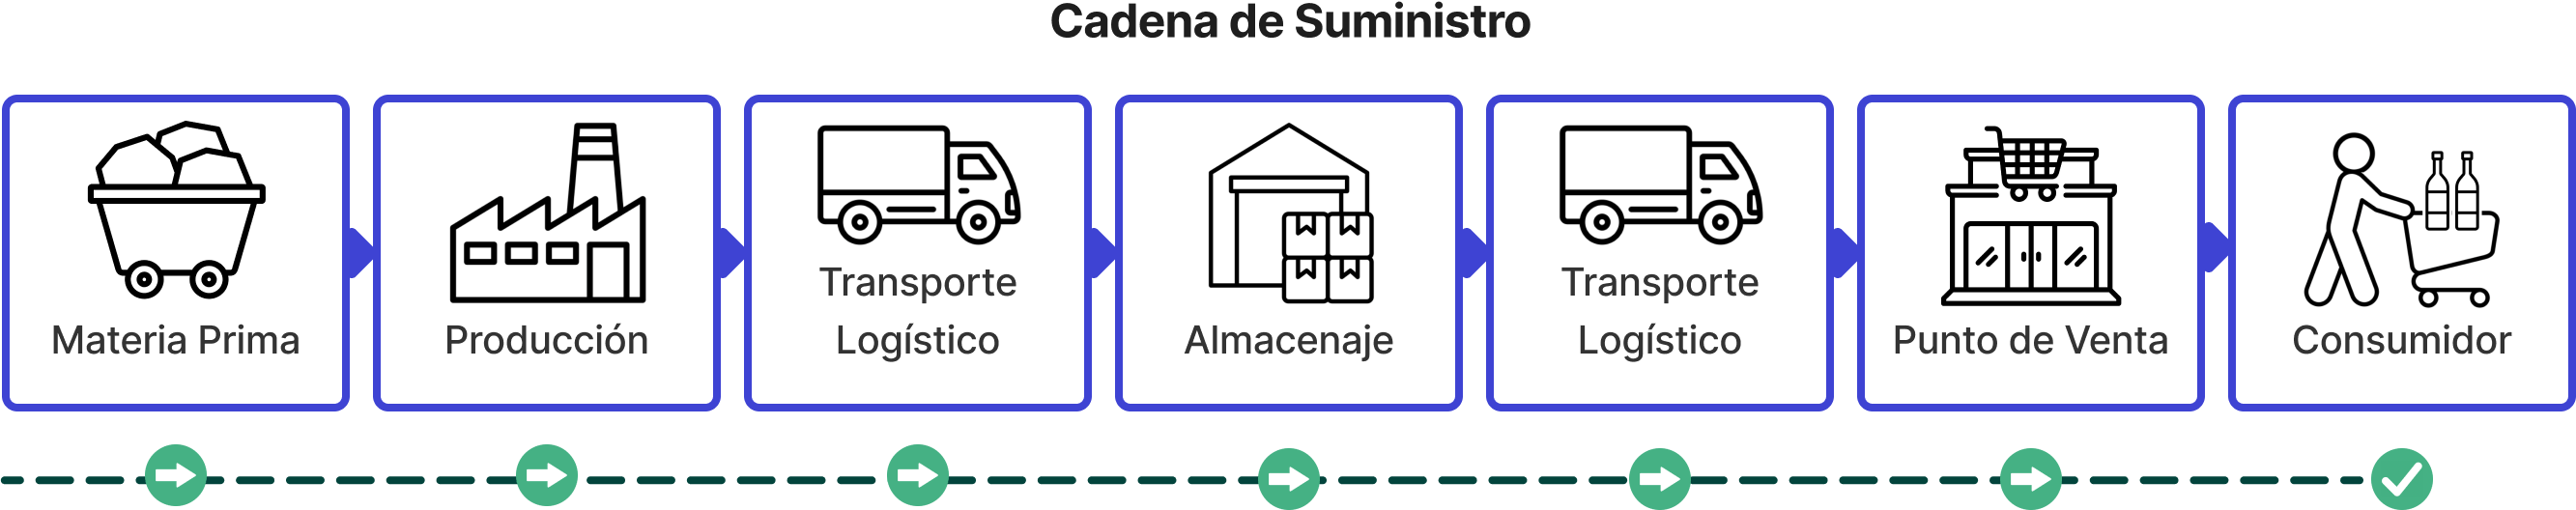 Cadena de Suministro
Materia Prima
Producción
Transporte
Logístico
Almacenaje
Transporte
Logístico
Punto de Venta
Consumidor